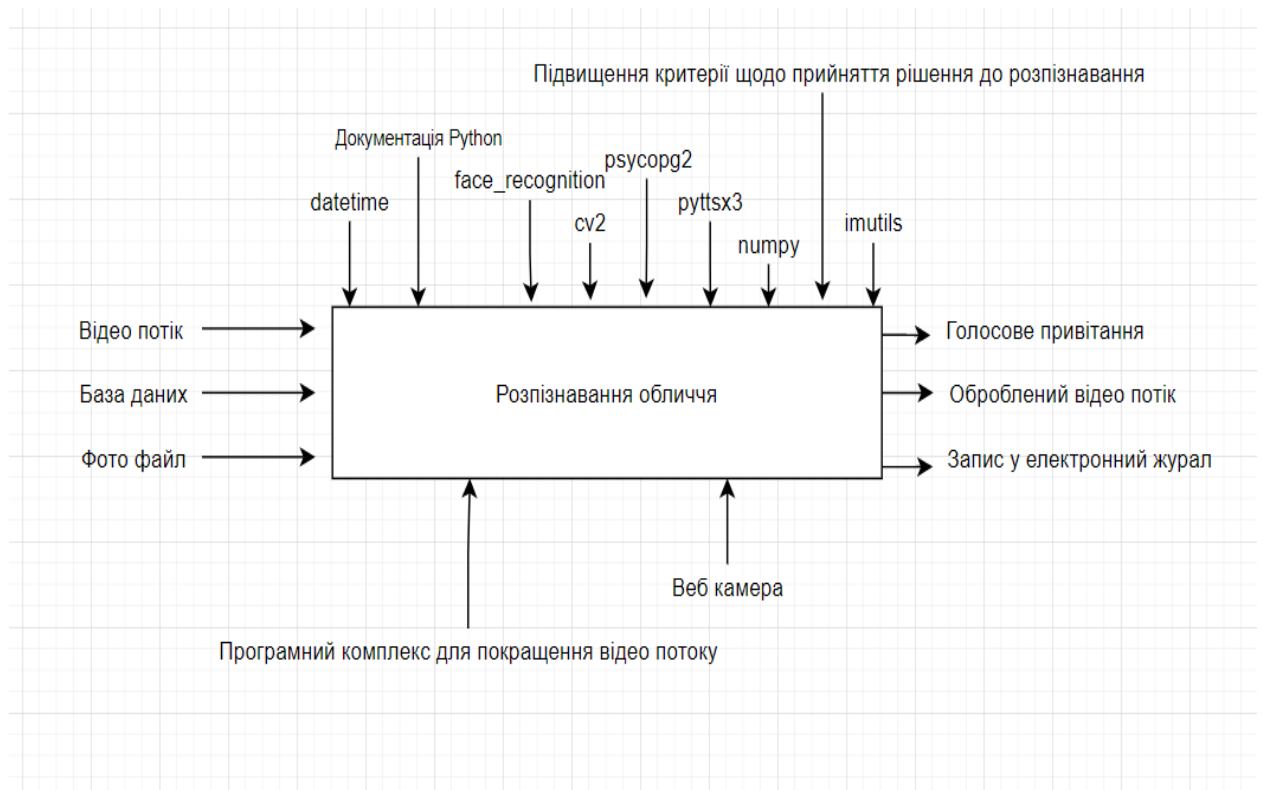 Підвищення критерії щодо прийняття рішення до розпізнавання
Документація Python
psycopg2
face_recognition
datetime
pyttsx3
cv2
imutils
numpy
Відео потік
Голосове привітання
База даних
Розпізнавання обличчя
Оброблений відео потік
Фото файл
Запис у електронний журал
Веб камера
Програмний комплекс для покращення відео потоку